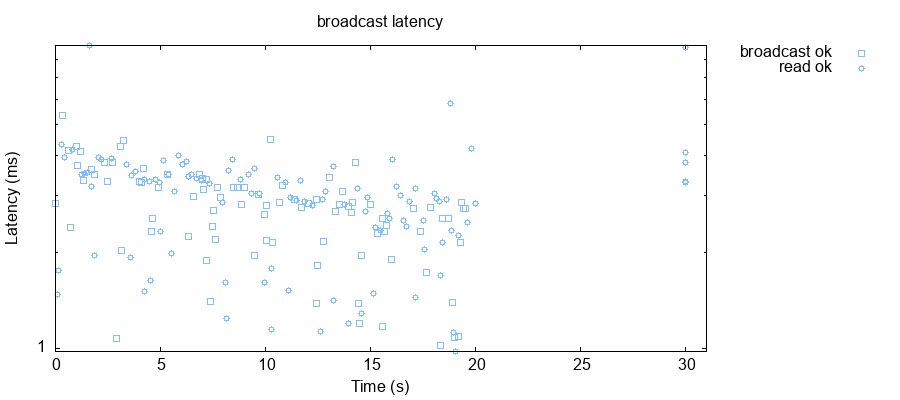 broadcast latency
broadcast ok
read ok
Latency (ms)
1
0 5 10 15 20 25 30
Time (s)